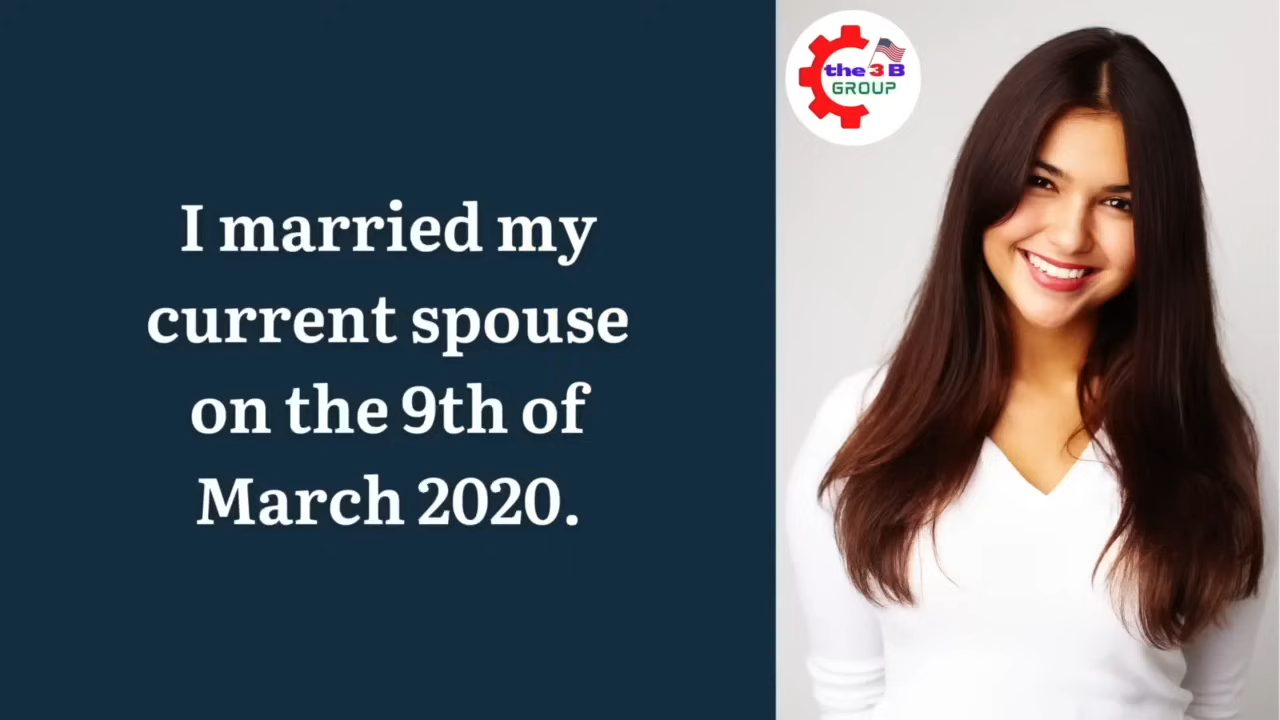 I married my
current spouse
on the 9th of
March 2020.
the 3 B
GROUP